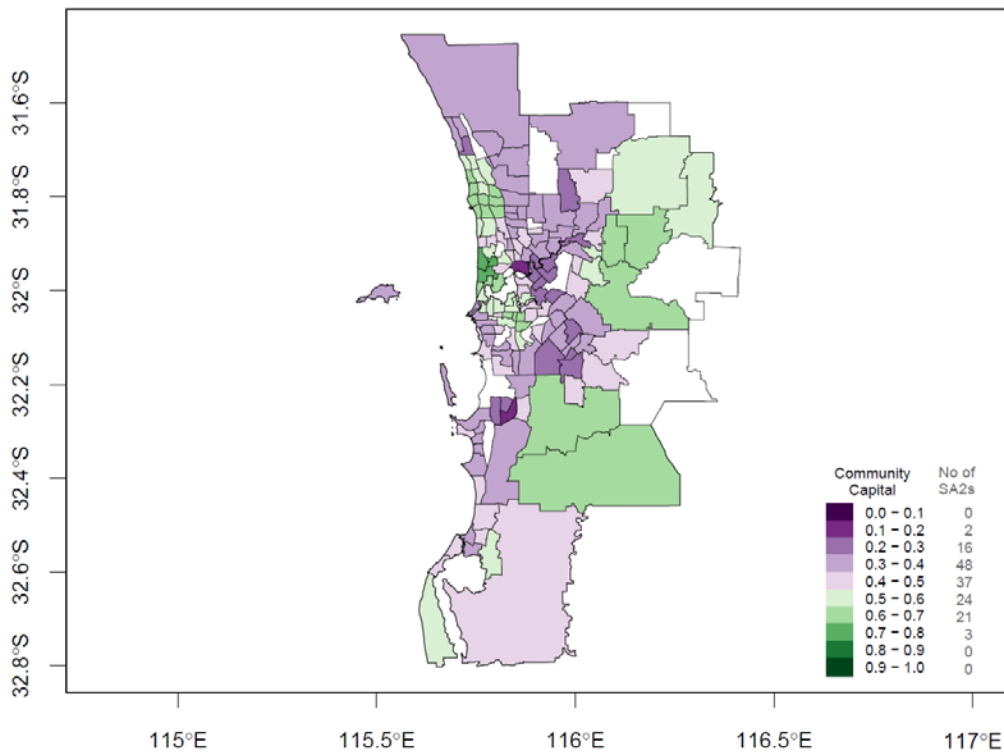 31.6°S
31.8°S
32°S
32.2°S
32.4°S
32.6°S
32.8°S
Community Capital No of SA2s
0.0 - 0.1 0
0.1 - 0.2 2
0.2 - 0.3 16
0.3 - 0.4 48
0.4 - 0.5 37
0.5 - 0.6 24
0.6 - 0.7 21
0.7 - 0.8 3
0.8 - 0.9 0
0.9 - 1.0 0
115°E 115.5°E 116°E 116.5°E 117°E